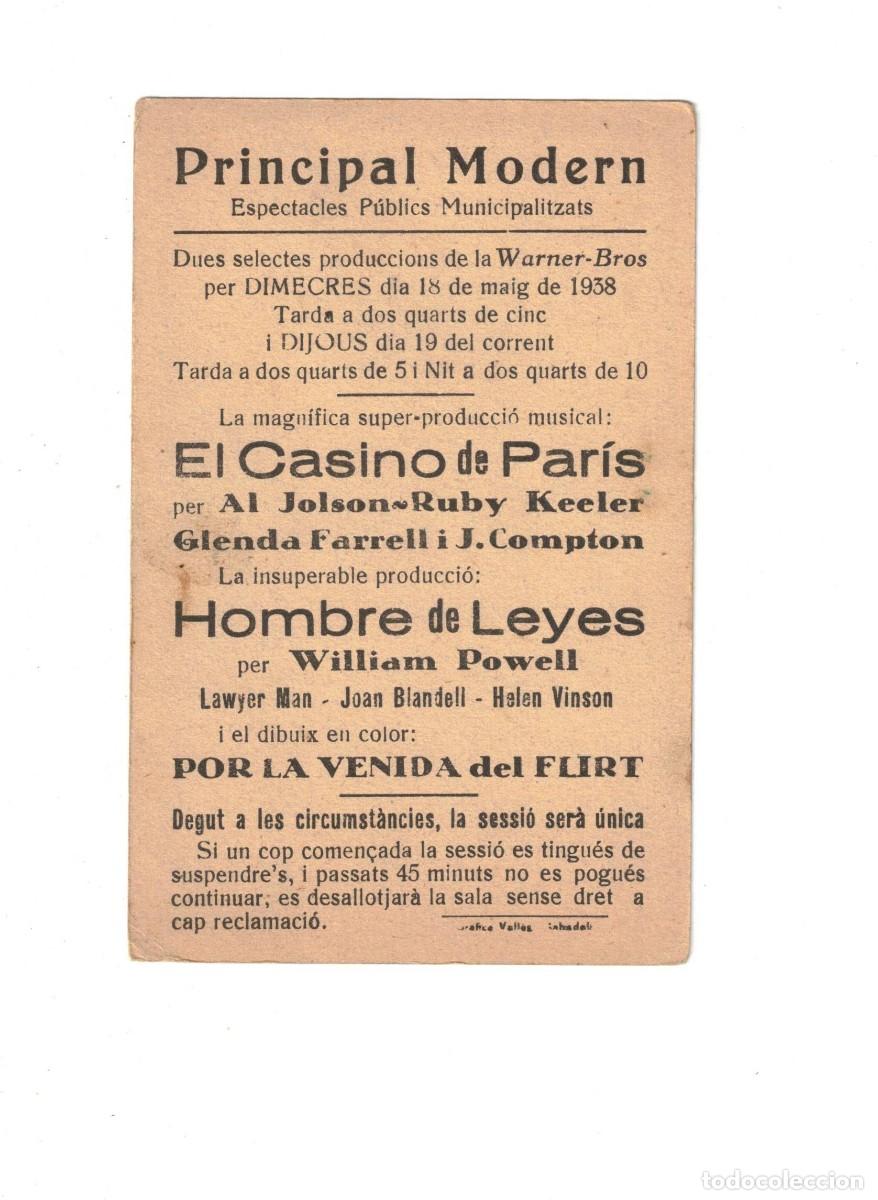 Principal Modern
Espectacles Públics Municipalitzats
Dues selectes produccions de la Warner-Bros
per DIMECRES dia 18 de maig de 1938
Tarda a dos quarts de cinc
i DIJOUS dia 19 del corrent
Tarda a dos quarts de 5 i Nit a dos quarts de 10
La magnífica super-producció musical:
El Casino de París
per Al Jolson~Ruby Keeler
Glenda Farrell i J. Compton
La insuperable producció:
Hombre de Leyes
per William Powell
Lawyer Man - Joan Blandell - Helen Vinson
i el dibuix en color:
POR LA VENIDA del FLIRT
Degut a les circumstàncies, la sessió serà única
Si un cop començada la sessió es tingués de
suspendre's, i passats 45 minuts no es pogués
continuar, es desallotjarà la sala sense dret a
cap reclamació.
todocoleccion